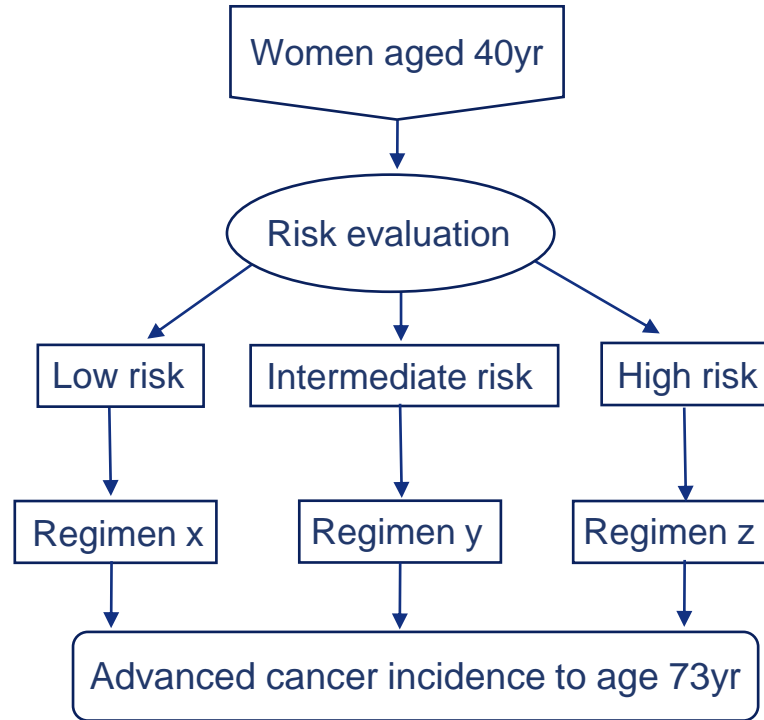 Women aged 40yr
Risk evaluation
Low risk
Intermediate risk
High risk
Regimen x
Regimen y
Regimen z
Advanced cancer incidence to age 73yr